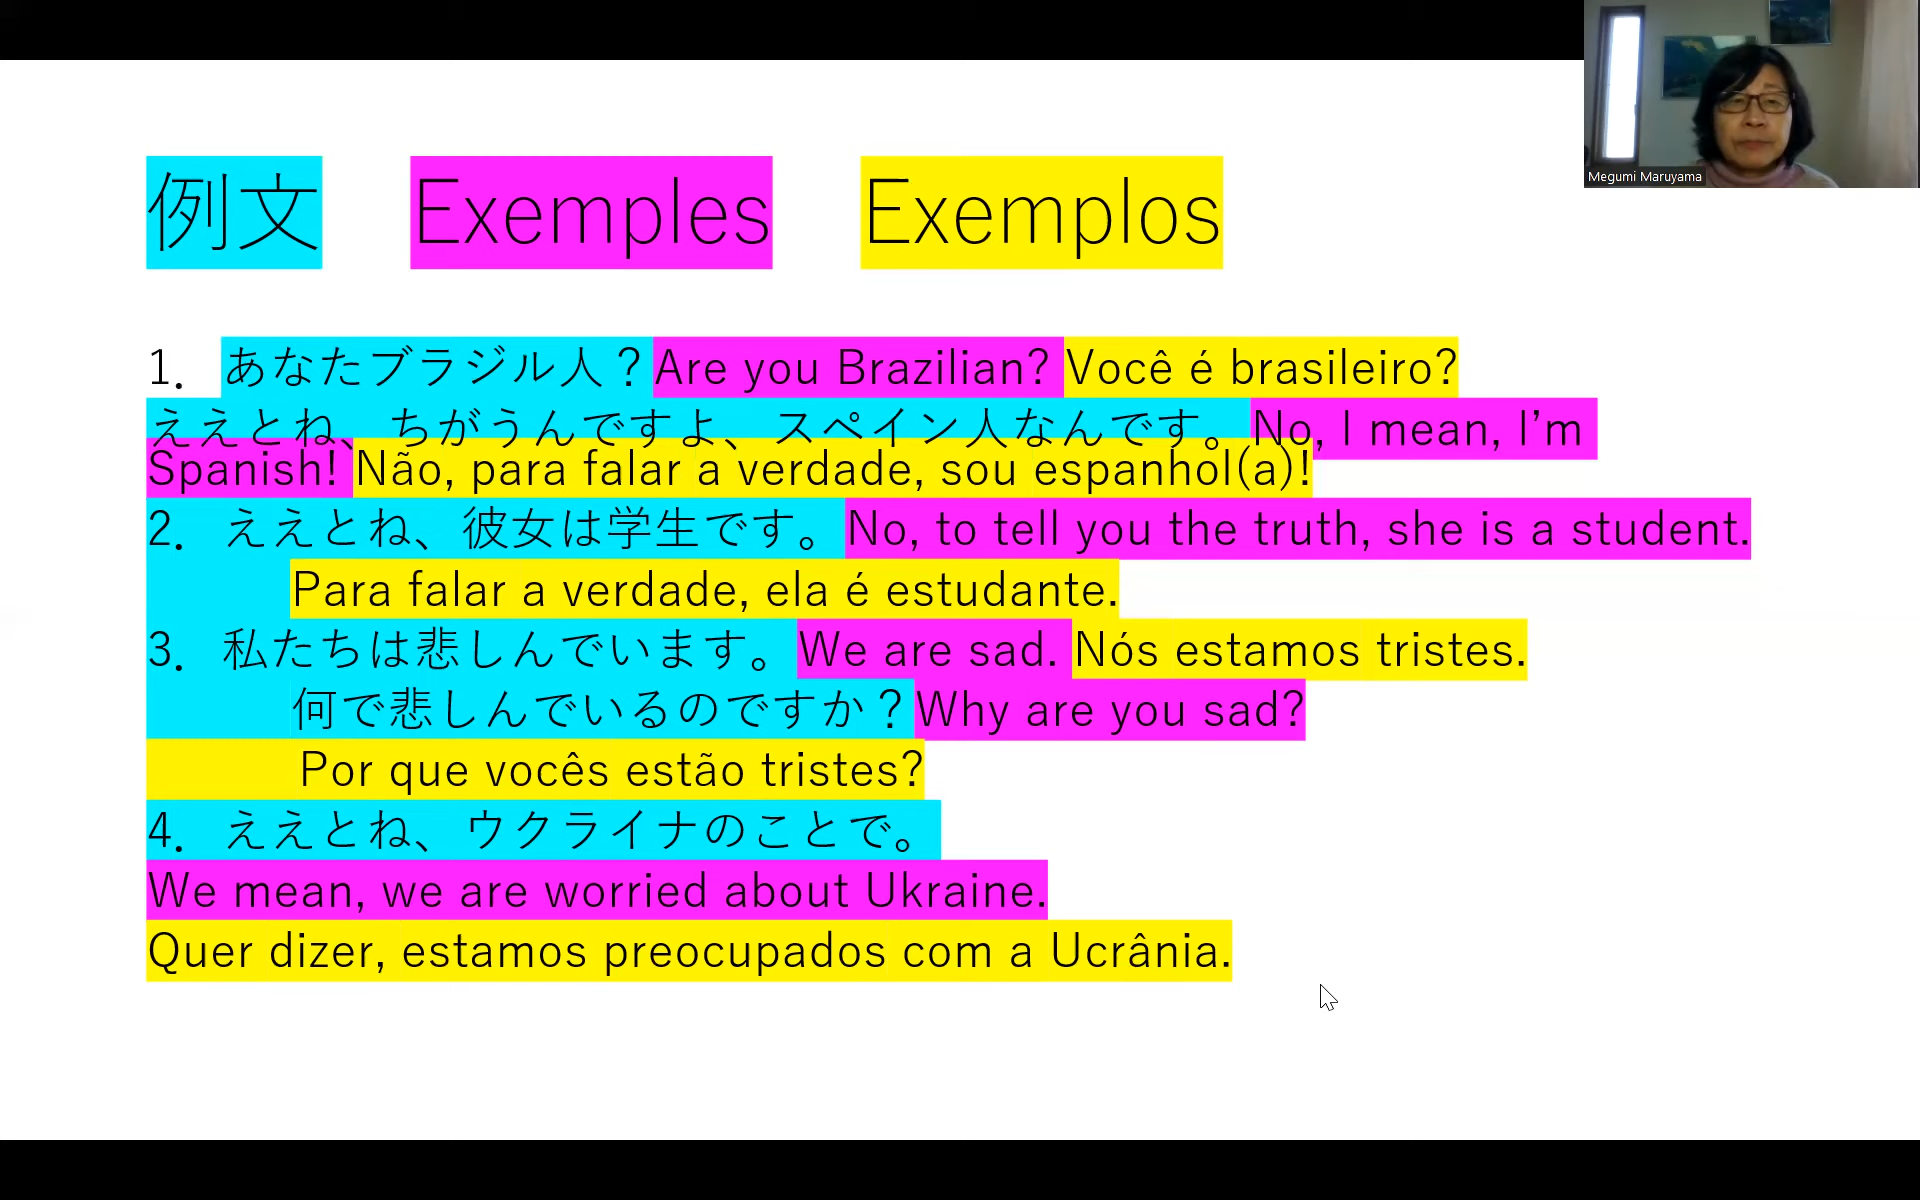 Megumi Maruyama
例文 Exemples Exemplos
1. あなたブラジル人？Are you Brazilian? Você é brasileiro?
ええとね、ちがうんですよ、スペイン人なんです。No, I mean, I’m
Spanish! Não, para falar a verdade, sou espanhol(a)!
2. ええとね、彼女は学生です。No, to tell you the truth, she is a student.
Para falar a verdade, ela é estudante.
3. 私たちは悲しんでいます。We are sad. Nós estamos tristes.
何で悲しんでいるのですか？Why are you sad?
Por que vocês estão tristes?
4. ええとね、ウクライナのことで。
We mean, we are worried about Ukraine.
Quer dizer, estamos preocupados com a Ucrânia.